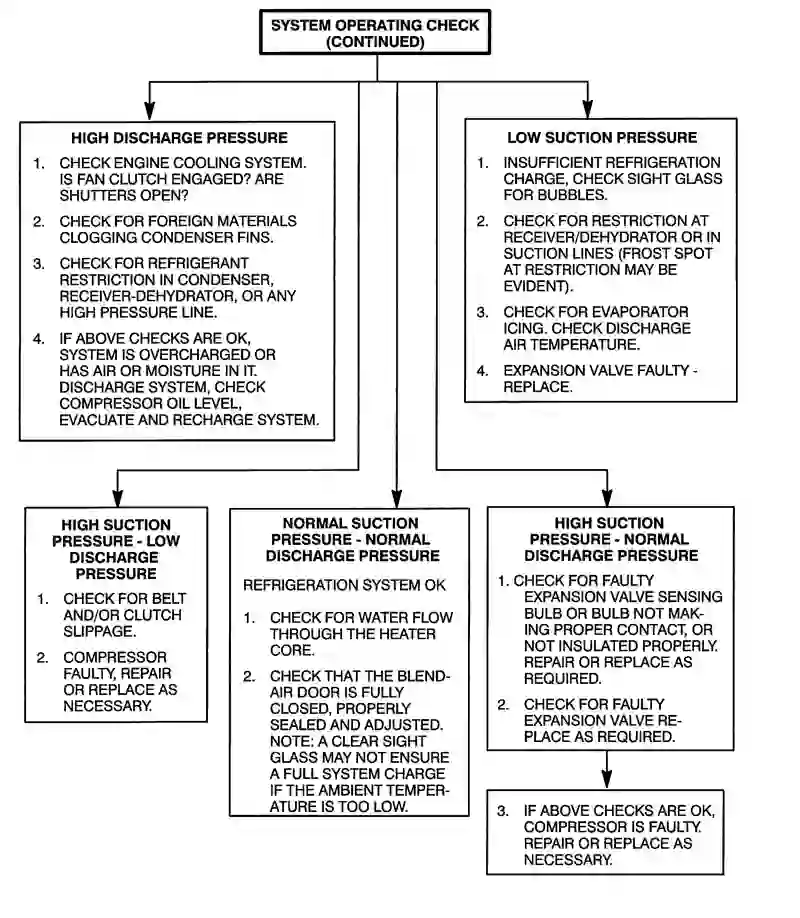 SYSTEM OPERATING CHECK
(CONTINUED)
HIGH DISCHARGE PRESSURE
1. CHECK ENGINE COOLING SYSTEM.
IS FAN CLUTCH ENGAGED? ARE
SHUTTERS OPEN?
2. CHECK FOR FOREIGN MATERIALS
CLOGGING CONDENSER FINS.
3. CHECK FOR REFRIGERANT
RESTRICTION IN CONDENSER,
RECEIVER-DEHYDRATOR, OR ANY
HIGH PRESSURE LINE.
4. IF ABOVE CHECKS ARE OK,
SYSTEM IS OVERCHARGED OR
HAS AIR OR MOISTURE IN IT.
DISCHARGE SYSTEM, CHECK
COMPRESSOR OIL LEVEL,
EVACUATE AND RECHARGE SYSTEM.
LOW SUCTION PRESSURE
1. INSUFFICIENT REFRIGERATION
CHARGE, CHECK SIGHT GLASS
FOR BUBBLES.
2. CHECK FOR RESTRICTION AT
RECEIVER/DEHYDRATOR OR IN
SUCTION LINES (FROST SPOT
AT RESTRICTION MAY BE
EVIDENT).
3. CHECK FOR EVAPORATOR
ICING. CHECK DISCHARGE
AIR TEMPERATURE.
4. EXPANSION VALVE FAULTY -
REPLACE.
HIGH SUCTION
PRESSURE - LOW
DISCHARGE
PRESSURE
1. CHECK FOR BELT
AND/OR CLUTCH
SLIPPAGE.
2. COMPRESSOR
FAULTY, REPAIR
OR REPLACE AS
NECESSARY.
NORMAL SUCTION
PRESSURE - NORMAL
DISCHARGE PRESSURE
REFRIGERATION SYSTEM OK
1. CHECK FOR WATER FLOW
THROUGH THE HEATER
CORE.
2. CHECK THAT THE BLEND-
AIR DOOR IS FULLY
CLOSED, PROPERLY
SEALED AND ADJUSTED.
NOTE: A CLEAR SIGHT
GLASS MAY NOT ENSURE
A FULL SYSTEM CHARGE
IF THE AMBIENT TEMPER-
ATURE IS TOO LOW.
HIGH SUCTION
PRESSURE - NORMAL
DISCHARGE PRESSURE
1. CHECK FOR FAULTY
EXPANSION VALVE SENSING
BULB OR BULB NOT MAK-
ING PROPER CONTACT, OR
NOT INSULATED PROPERLY.
REPAIR OR REPLACE AS
REQUIRED.
2. CHECK FOR FAULTY
EXPANSION VALVE RE-
PLACE AS REQUIRED.
3. IF ABOVE CHECKS ARE OK,
COMPRESSOR IS FAULTY.
REPAIR OR REPLACE AS
NECESSARY.